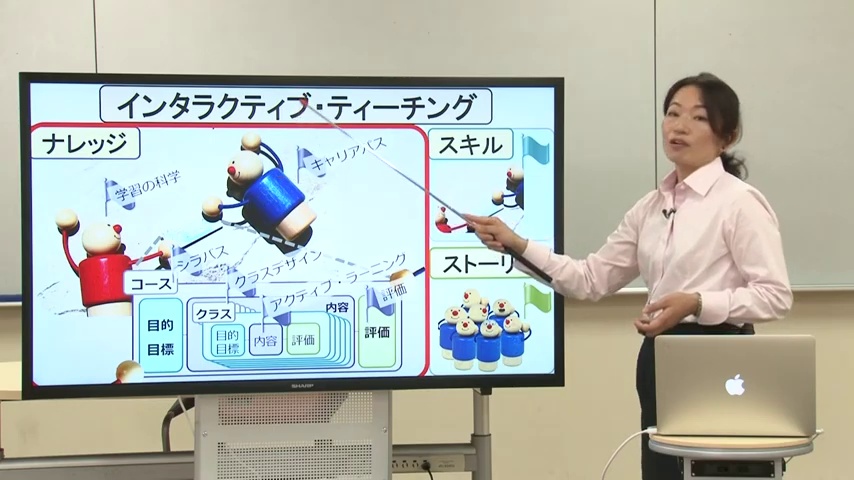 インタラクティブ・ティーチング
ナレッジ
スキル
学習の科学
キャリアパス
シラバス
クラスデザイン
アクティブ・ラーニング
評価
コース
目的
目標
クラス
内容
目的
目標
内容
評価
評価
ストーリ
SHARP